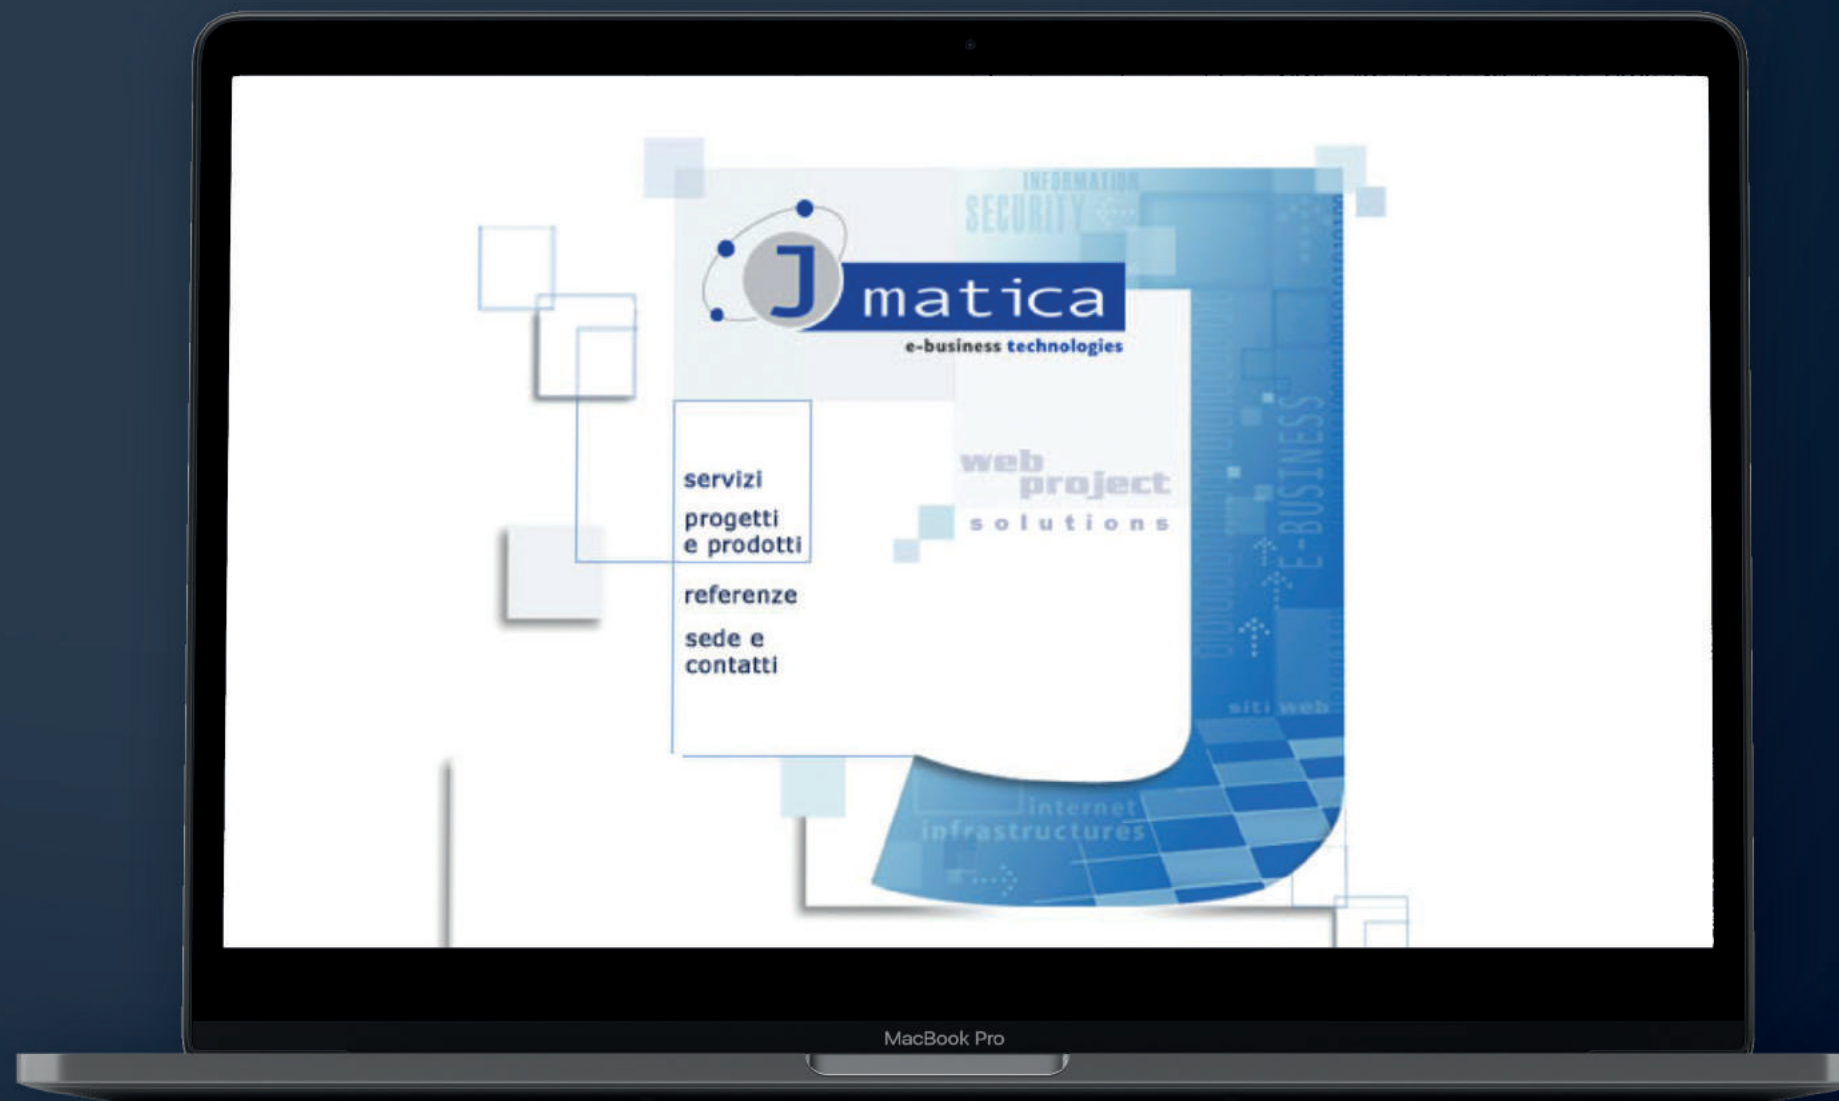 INFORMATION
SECURITY
J matica
e-business technologies
web
project
solutions
servizi
progetti
e prodotti
referenze
sede e
contatti
E-BUSINESS
siti web
internet
infrastructures
MacBook Pro